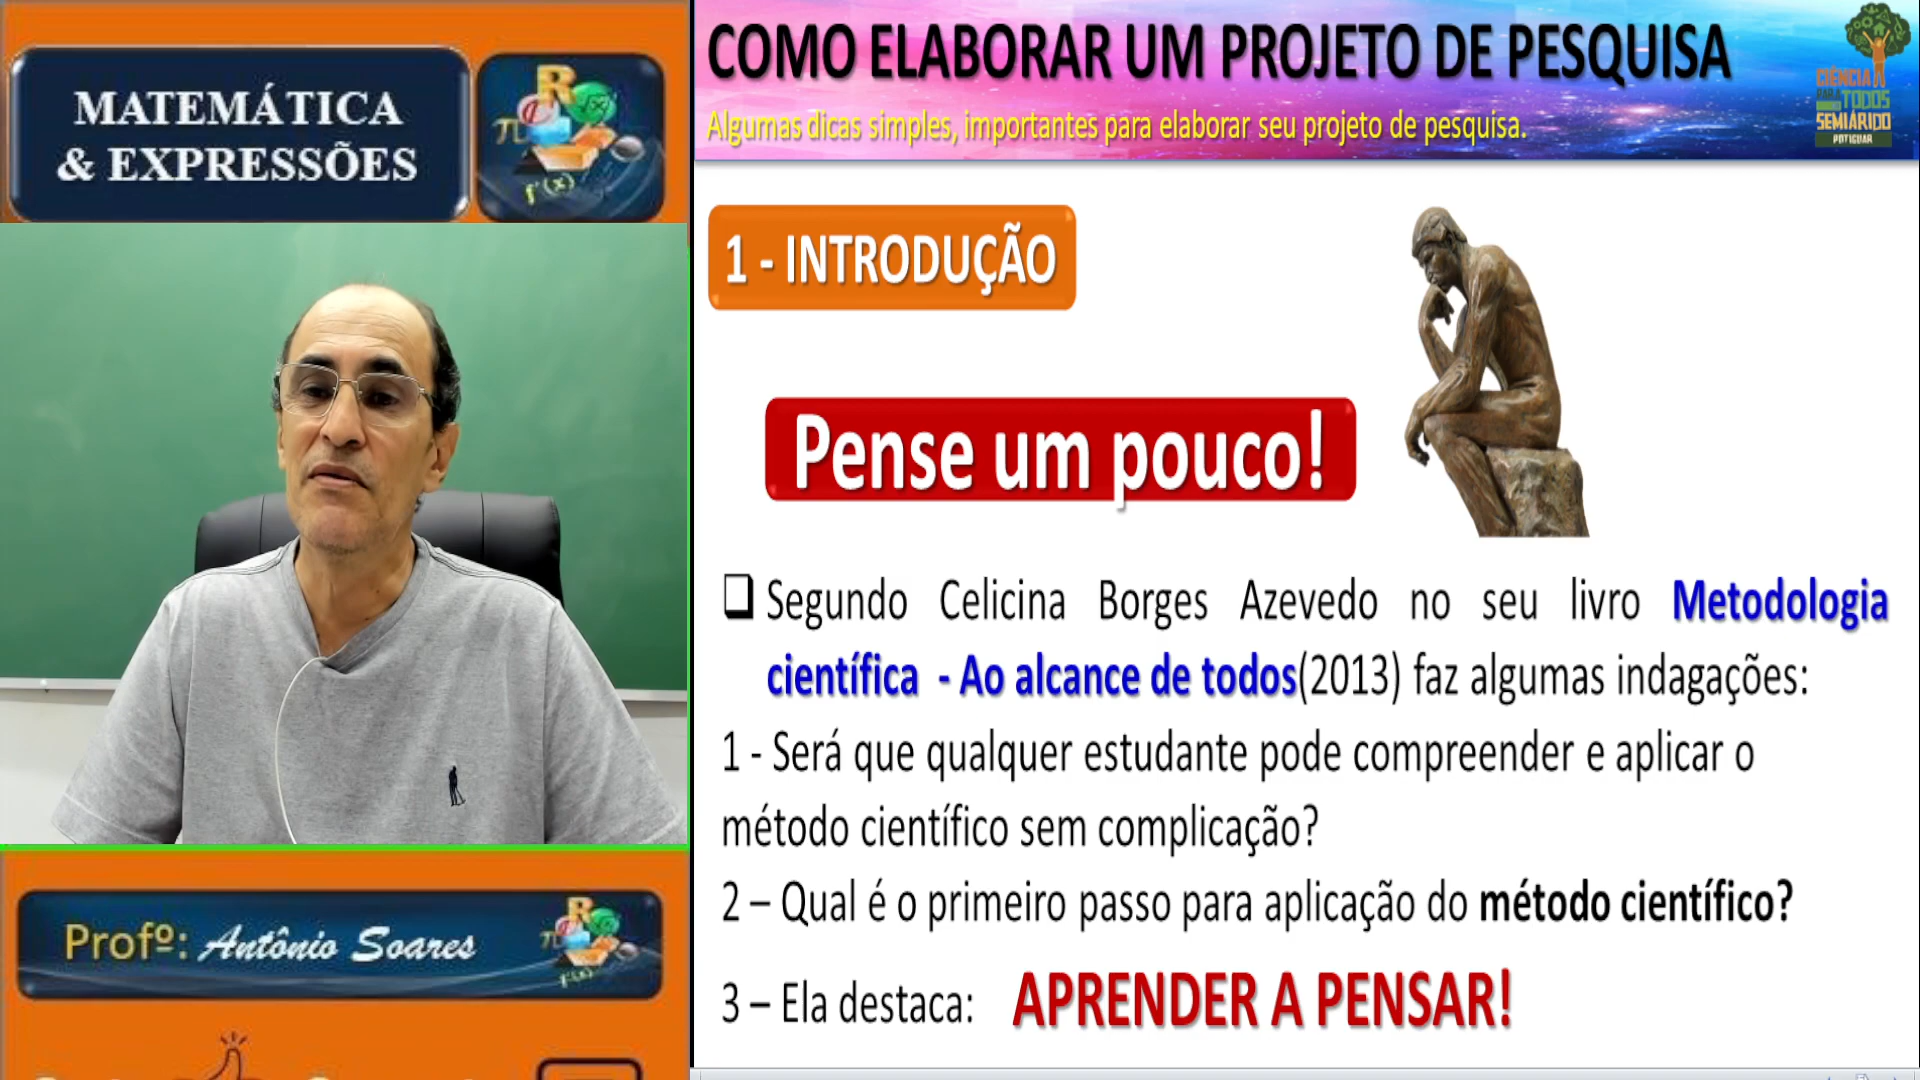 MATEMÁTICA
& EXPRESSÕES
COMO ELABORAR UM PROJETO DE PESQUISA
Algumas dicas simples, importantes para elaborar seu projeto de pesquisa.
CIÊNCIA
PARA TODOS
SEMIÁRIDO
POTIGUAR
1 - INTRODUÇÃO
Pense um pouco!
Segundo Celicina Borges Azevedo no seu livro Metodologia
científica - Ao alcance de todos(2013) faz algumas indagações:
1 - Será que qualquer estudante pode compreender e aplicar o
método científico sem complicação?
2 – Qual é o primeiro passo para aplicação do método científico?
3 – Ela destaca: APRENDER A PENSAR!
Profº: Antônio Soares